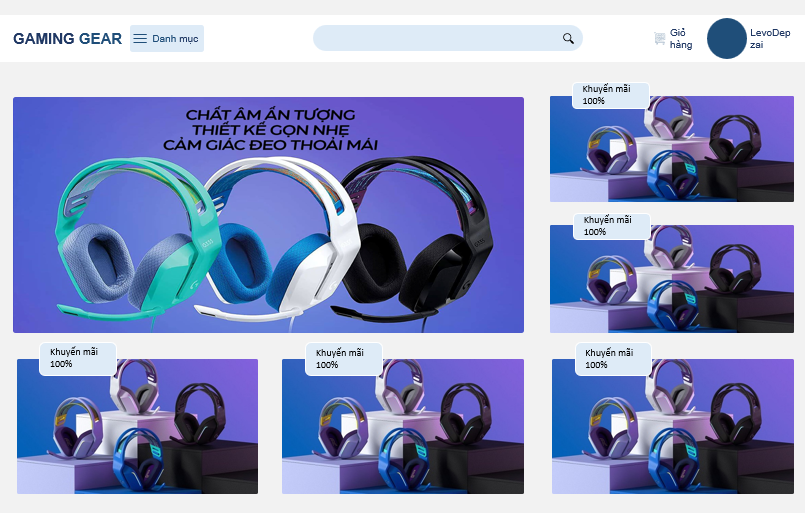 GAMING GEAR
Danh mục
Giỏ
hàng
LevoDep
zai
CHẤT ÂM ẤN TƯỢNG
THIẾT KẾ GỌN NHẸ
CẢM GIÁC ĐEO THOẢI MÁI
Khuyến mãi
100%
Khuyến mãi
100%
Khuyến mãi
100%
Khuyến mãi
100%
Khuyến mãi
100%